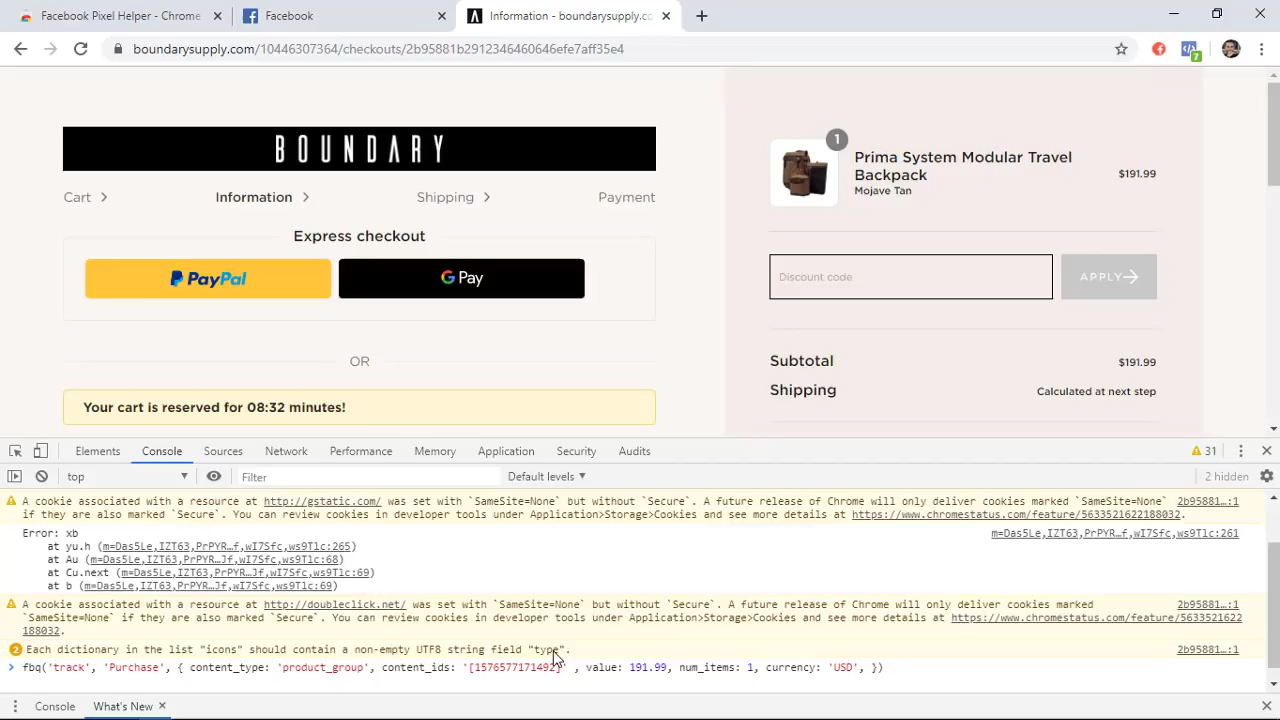 Facebook Pixel Helper - Chrome
Facebook
Information - boundarysupply.co
boundarysupply.com/10446307364/checkouts/2b95881b2912346460646efe7aff35e4
7
BOUNDARY
Cart
Information
Shipping
Payment
Express checkout
PayPal
G Pay
OR
Your cart is reserved for 08:32 minutes!
1
Prima System Modular Travel
Backpack
Mojave Tan
$191.99
Discount code
APPLY
Subtotal
$191.99
Shipping
Calculated at next step
Elements
Console
Sources
Network
Performance
Memory
Application
Security
Audits
31
top
Filter
Default levels
2 hidden
A cookie associated with a resource at http://gstatic.com/ was set with `SameSite=None` but without `Secure`. A future release of Chrome will only deliver cookies marked `SameSite=None` 2b95881…:1
if they are also marked `Secure`. You can review cookies in developer tools under Application>Storage>Cookies and see more details at https://www.chromestatus.com/feature/5633521622188032.
Error: xb m=Das5Le,IZT63,PrPYR…f,wI7Sfc,ws9Tlc:261
at yu.h (m=Das5Le,IZT63,PrPYR…f,wI7Sfc,ws9Tlc:265)
at Au (m=Das5Le,IZT63,PrPYR…Jf,wI7Sfc,ws9Tlc:68)
at Cu.next (m=Das5Le,IZT63,PrPYR…Jf,wI7Sfc,ws9Tlc:69)
at b (m=Das5Le,IZT63,PrPYR…Jf,wI7Sfc,ws9Tlc:69)
A cookie associated with a resource at http://doubleclick.net/ was set with `SameSite=None` but without `Secure`. A future release of Chrome will only deliver cookies marked 2b95881…:1
`SameSite=None` if they are also marked `Secure`. You can review cookies in developer tools under Application>Storage>Cookies and see more details at https://www.chromestatus.com/feature/5633521622
188032.
2 Each dictionary in the list "icons" should contain a non-empty UTF8 string field "type". 2b95881…:1
fbq('track', 'Purchase', { content_type: 'product_group', content_ids: '[1576577171492]' , value: 191.99, num_items: 1, currency: 'USD', })
Console
What's New